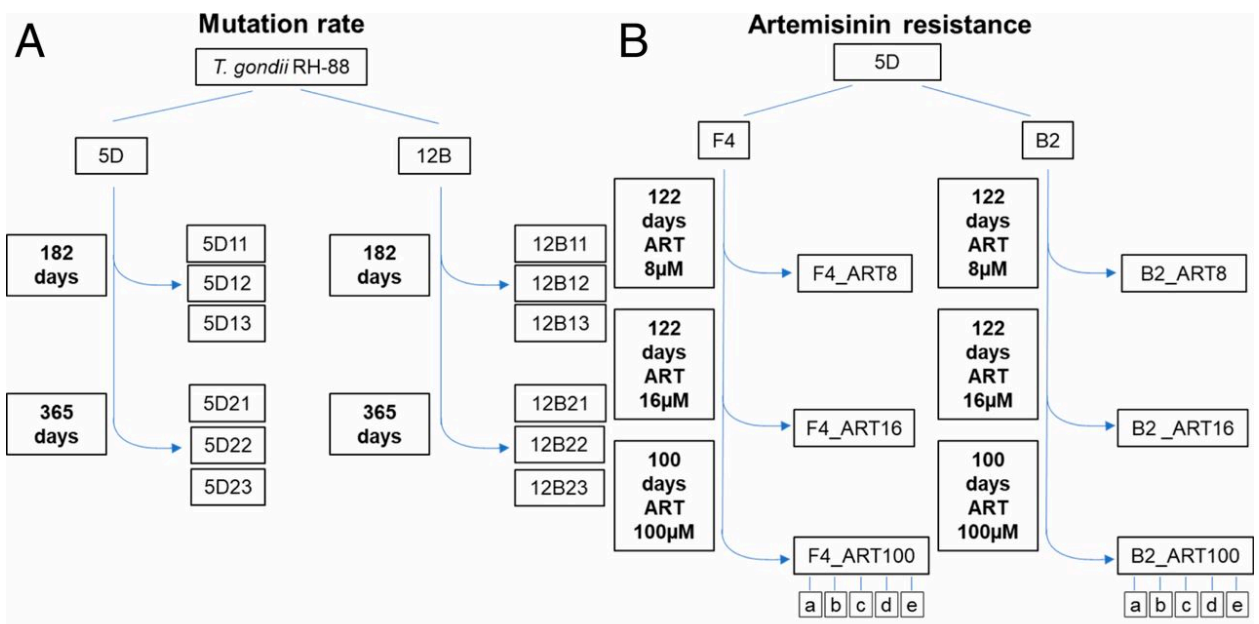 A
Mutation rate
T. gondii RH-88
5D
12B
182
days
5D11
5D12
5D13
182
days
12B11
12B12
12B13
365
days
5D21
5D22
5D23
365
days
12B21
12B22
12B23
B
Artemisinin resistance
5D
F4
B2
122
days
ART
8µM
F4_ART8
122
days
ART
16µM
F4_ART16
100
days
ART
100µM
F4_ART100
a b c d e
122
days
ART
8µM
B2_ART8
122
days
ART
16µM
B2 _ART16
100
days
ART
100µM
B2_ART100
a b c d e